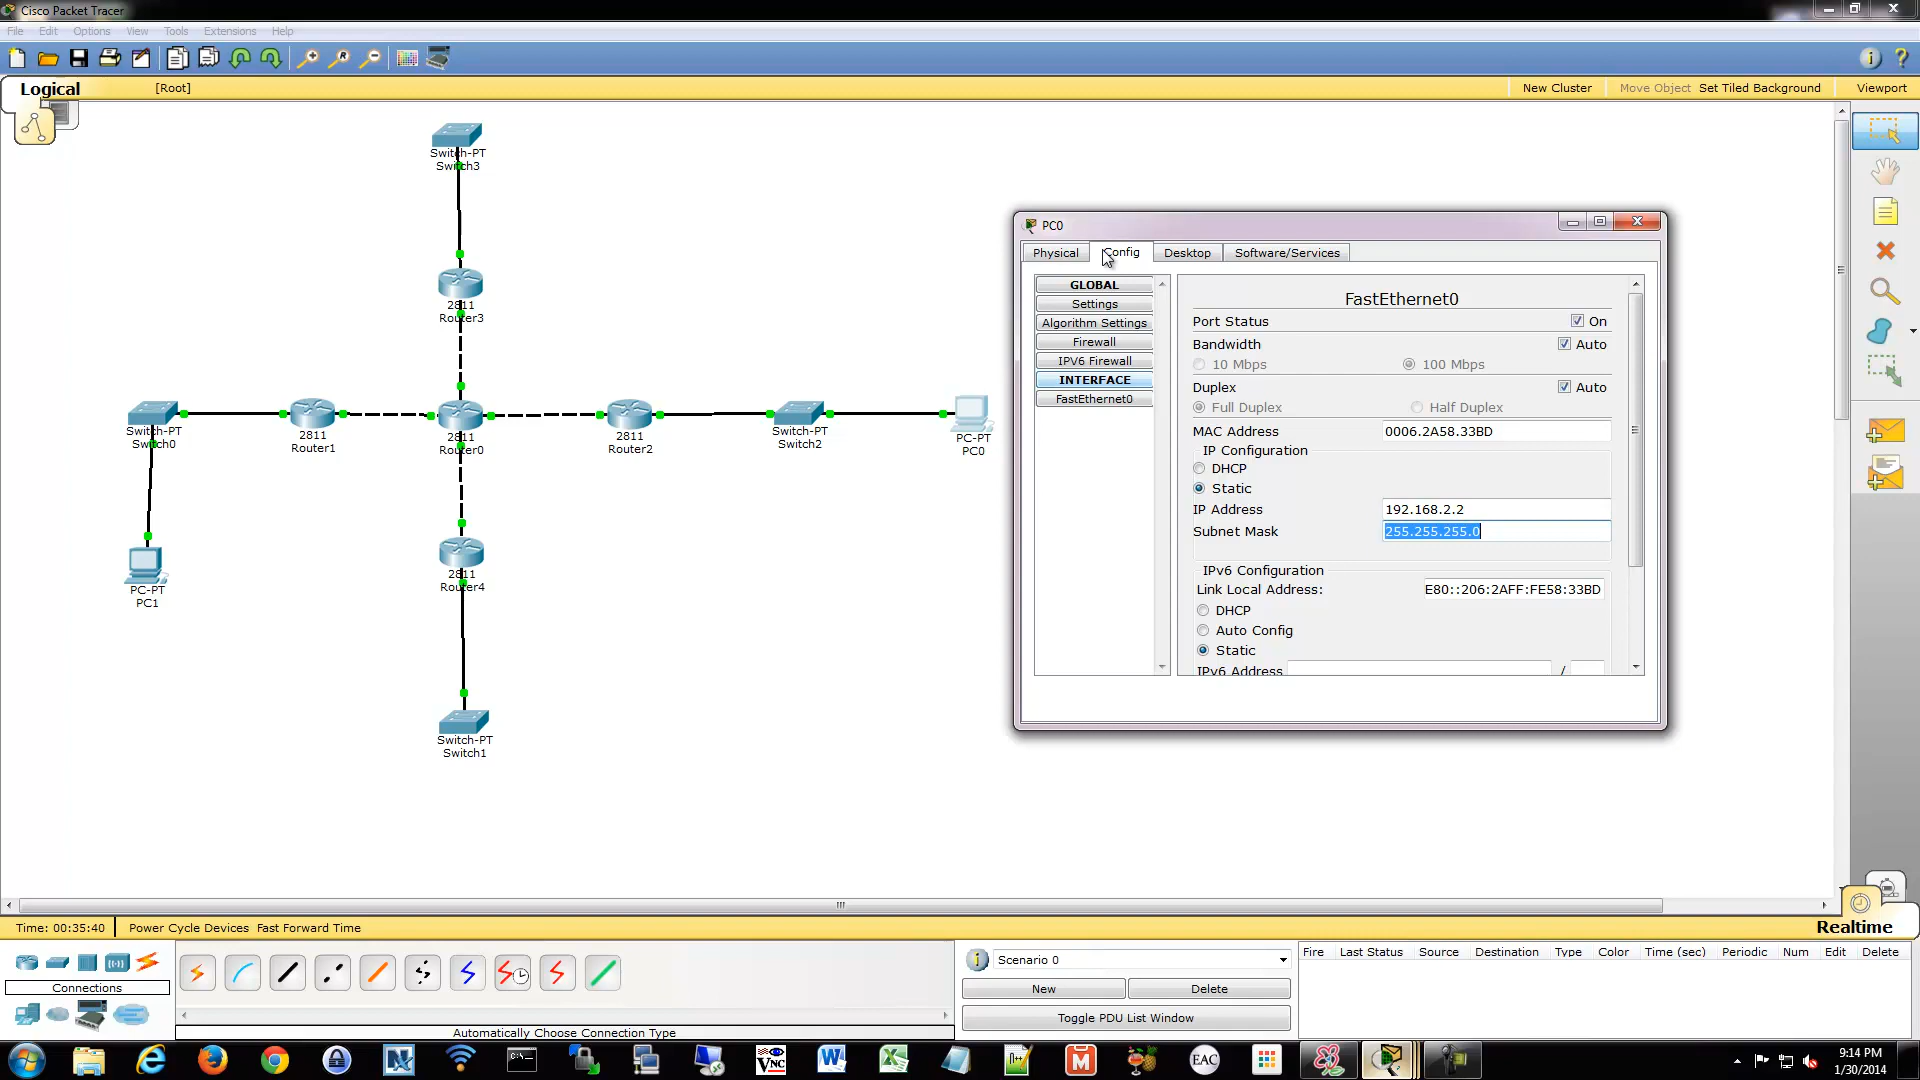 Cisco Packet Tracer
File Edit Options View Tools Extensions Help
Logical [Root] New Cluster Move Object Set Tiled Background Viewport
Switch-PT
Switch3
2811
Router3
Switch-PT
Switch0
2811
Router1
2811
Router0
2811
Router2
Switch-PT
Switch2
PC-PT
PC0
2811
Router4
PC-PT
PC1
Switch-PT
Switch1
PC0
Physical Config Desktop Software/Services
GLOBAL
Settings
Algorithm Settings
Firewall
IPV6 Firewall
INTERFACE
FastEthernet0
FastEthernet0
Port Status On
Bandwidth Auto
10 Mbps 100 Mbps
Duplex Auto
Full Duplex Half Duplex
MAC Address 0006.2A58.33BD
IP Configuration
DHCP
Static
IP Address 192.168.2.2
Subnet Mask 255.255.255.0
IPv6 Configuration
Link Local Address: E80::206:2AFF:FE58:33BD
DHCP
Auto Config
Static
IPv6 Address /
Time: 00:35:40 Power Cycle Devices Fast Forward Time Realtime
Connections
Automatically Choose Connection Type
Scenario 0
New Delete
Toggle PDU List Window
Fire Last Status Source Destination Type Color Time (sec) Periodic Num Edit Delete
VNC
EAC
9:14 PM
1/30/2014